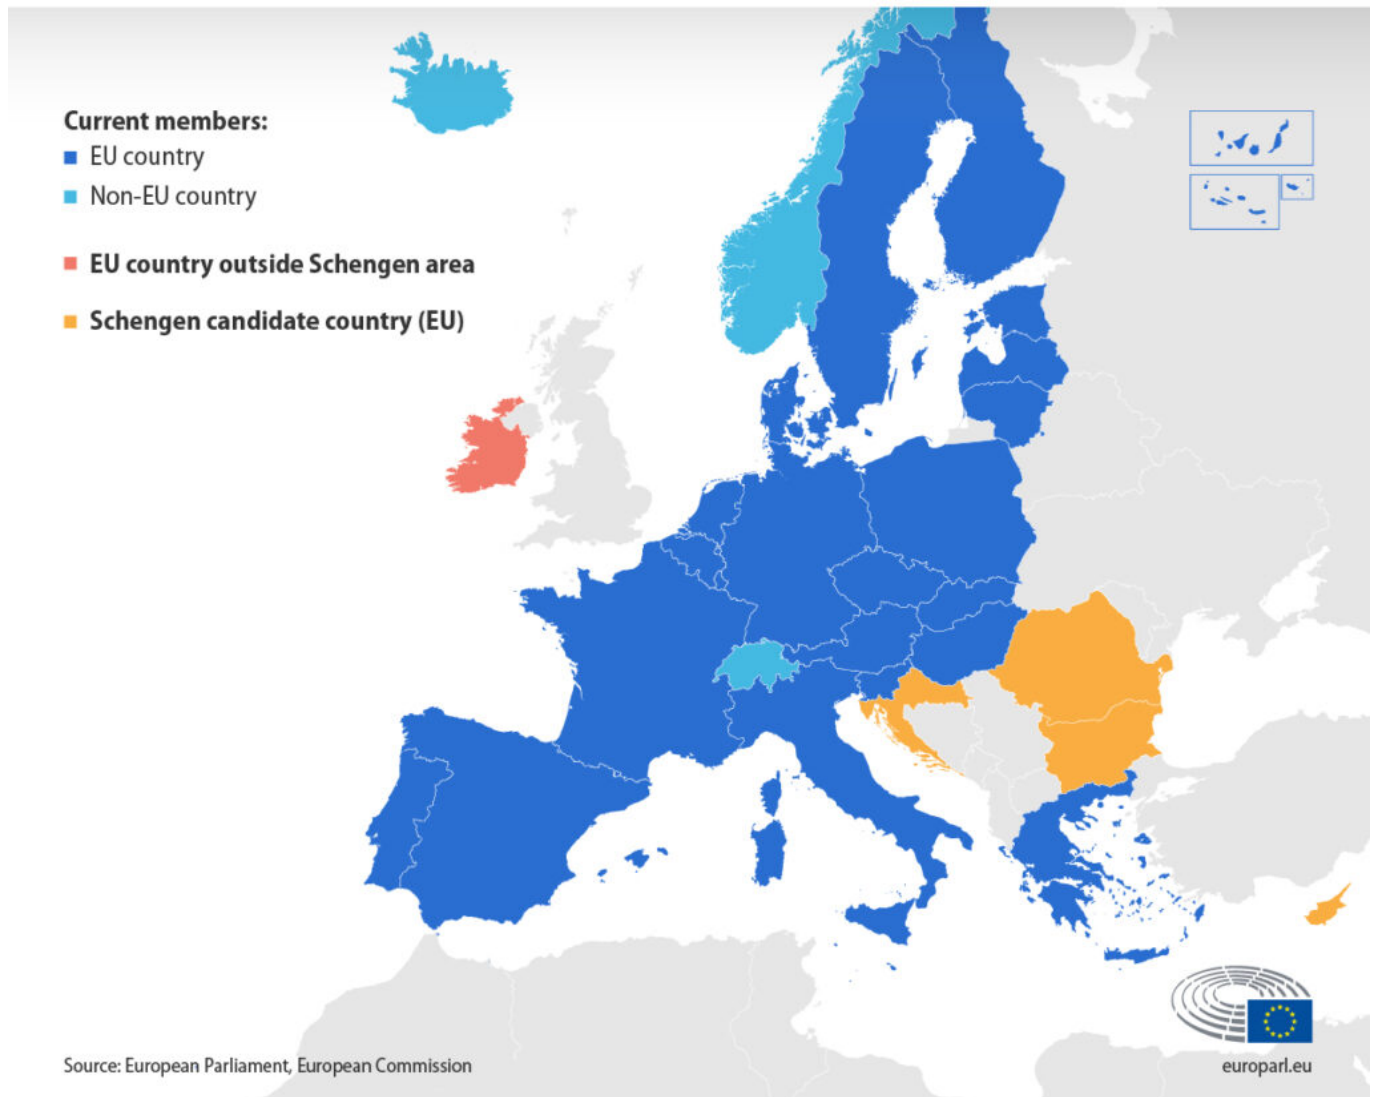 Current members:
EU country
Non-EU country
EU country outside Schengen area
Schengen candidate country (EU)
Source: European Parliament, European Commission
europarl.eu